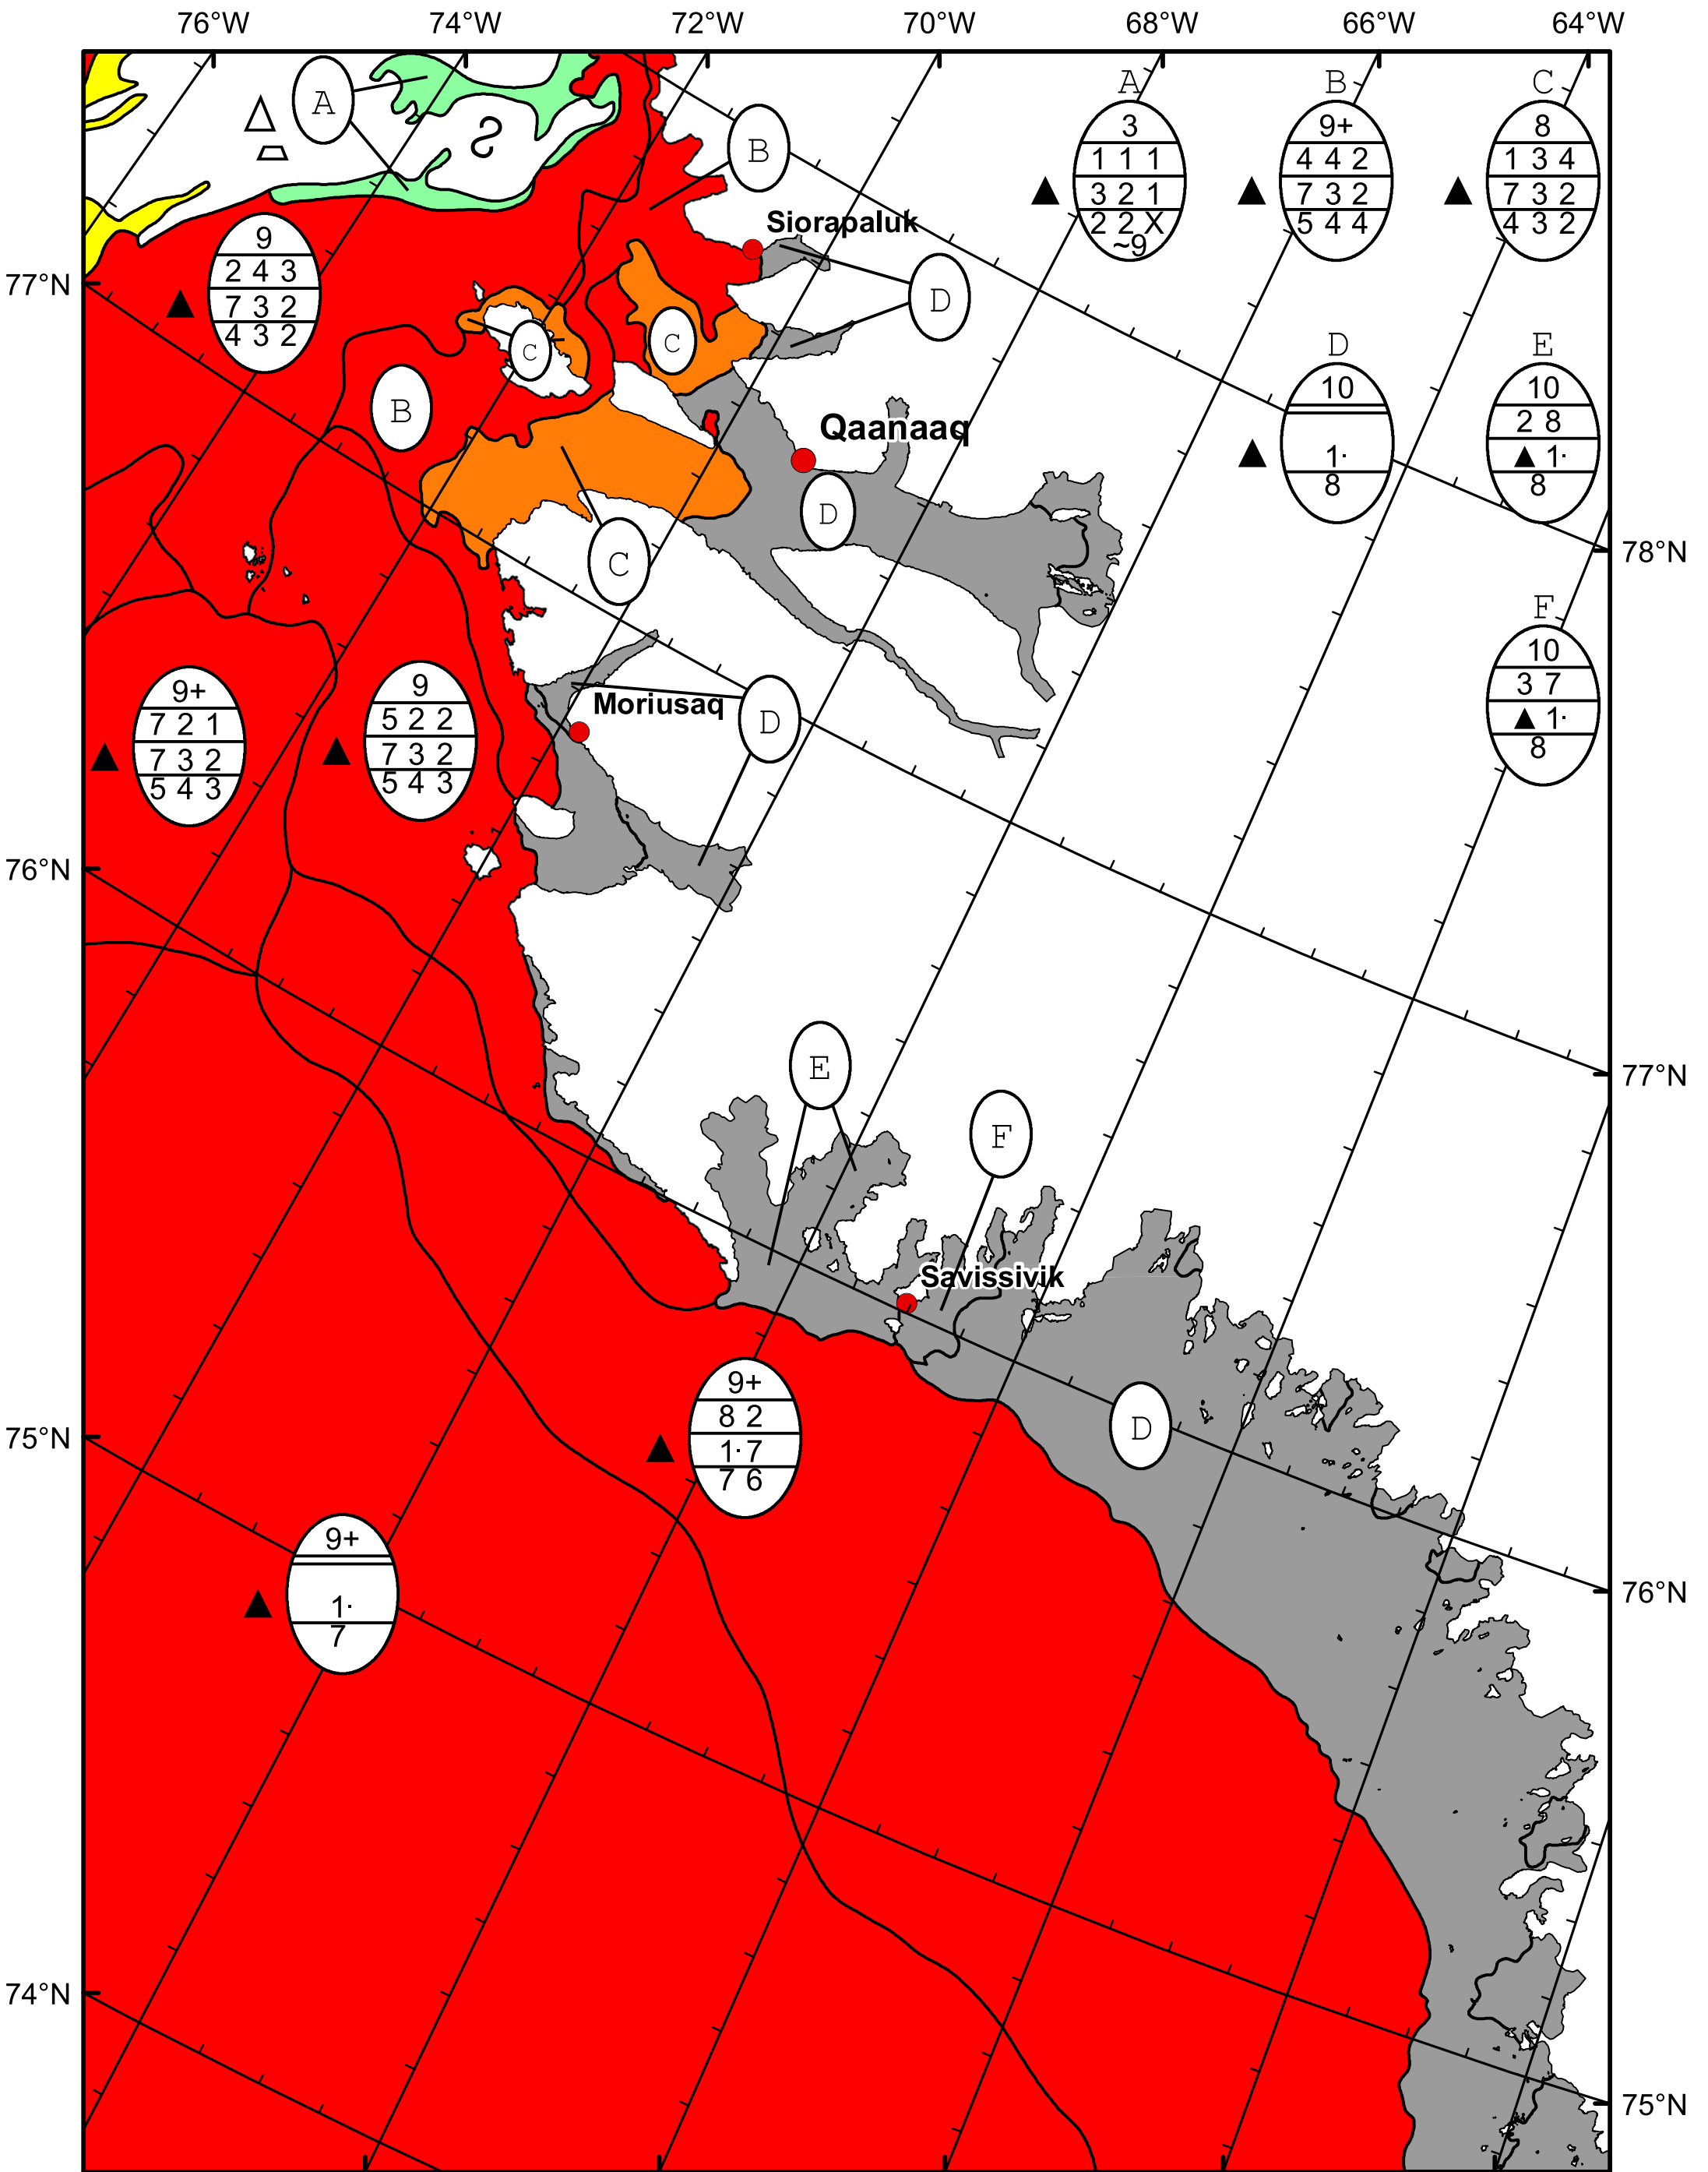 76°W 74°W 72°W 70°W 68°W 66°W 64°W
A B C
3
1 1 1
3 2 1
2 2 X
~9
9+
4 4 2
7 3 2
5 4 4
8
1 3 4
7 3 2
4 3 2
A
B
Siorapaluk
9
2 4 3
7 3 2
4 3 2
77°N
D
C
C
D E
10
1·
8
10
2 8
▲ 1·
8
B
Qaanaaq
D
78°N
C
F
10
3 7
▲ 1·
8
9+
7 2 1
7 3 2
5 4 3
9
5 2 2
7 3 2
5 4 3
Moriusaq
D
76°N
E
77°N
F
Savissivik
9+
8 2
1· 7
7 6
D
75°N
9+
1·
7
76°N
74°N
75°N